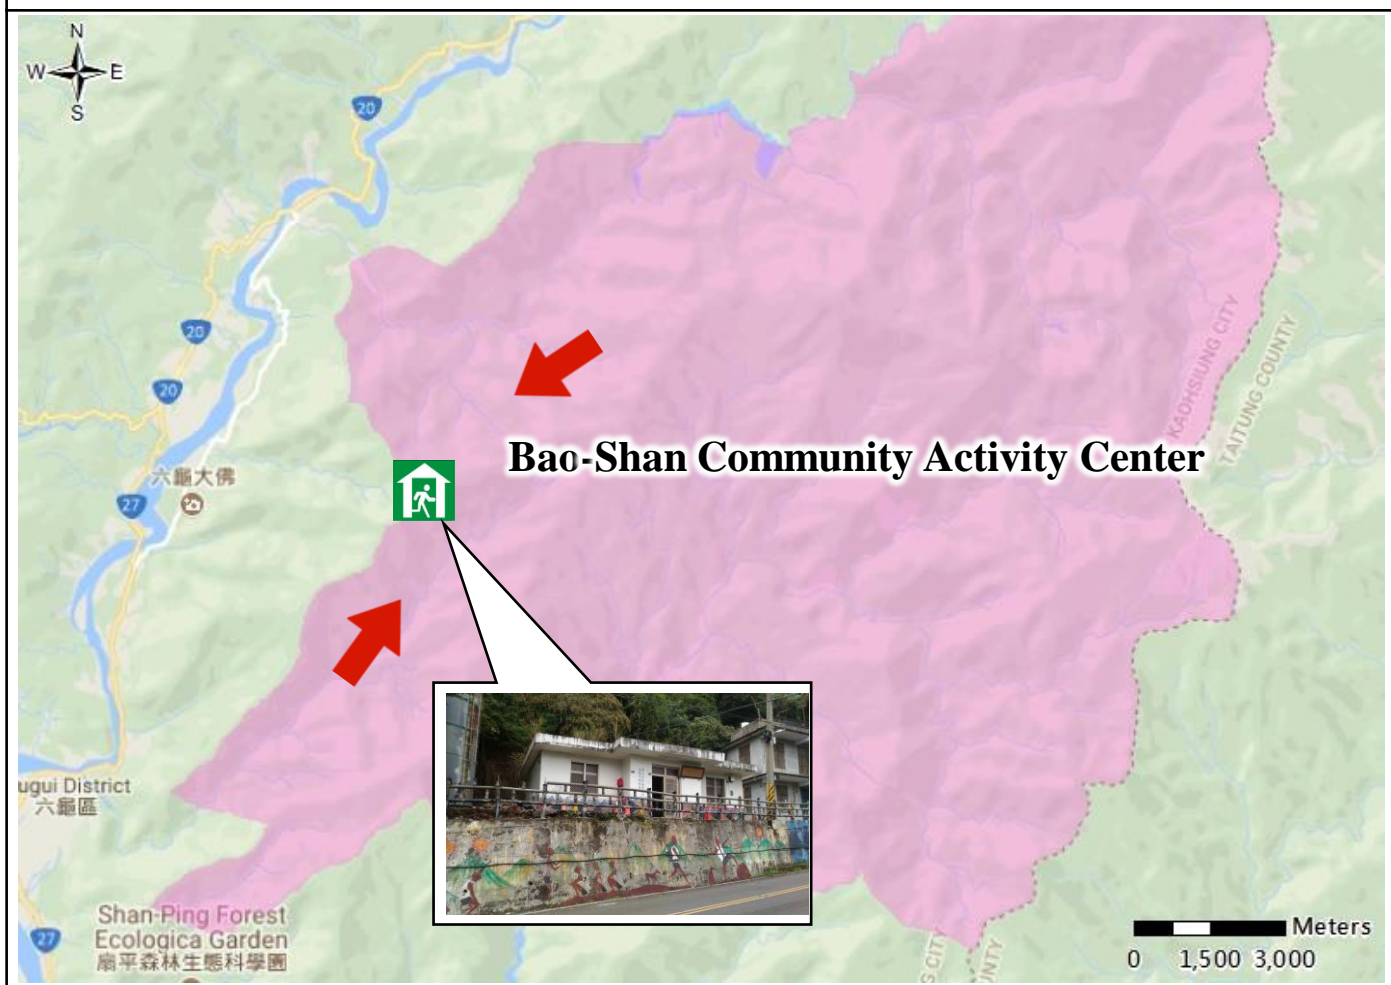 N
W E
S
20
20
20
KAOHSIUNG CITY
TAITUNG COUNTY
Bao-Shan Community Activity Center
六龜大佛
27
ugui District
六龜區
Shan-Ping Forest
Ecologica Garden
扇平森林生態科學園
27
G CITY
UNTY
Meters
0 1,500 3,000